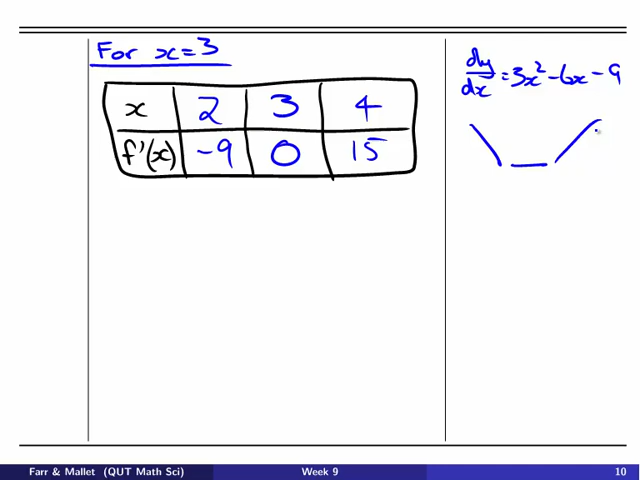 For x=3
x 2 3 4
f'(x) -9 0 15
dy/dx = 3x² - 6x - 9
Farr & Mallet (QUT Math Sci) Week 9 10